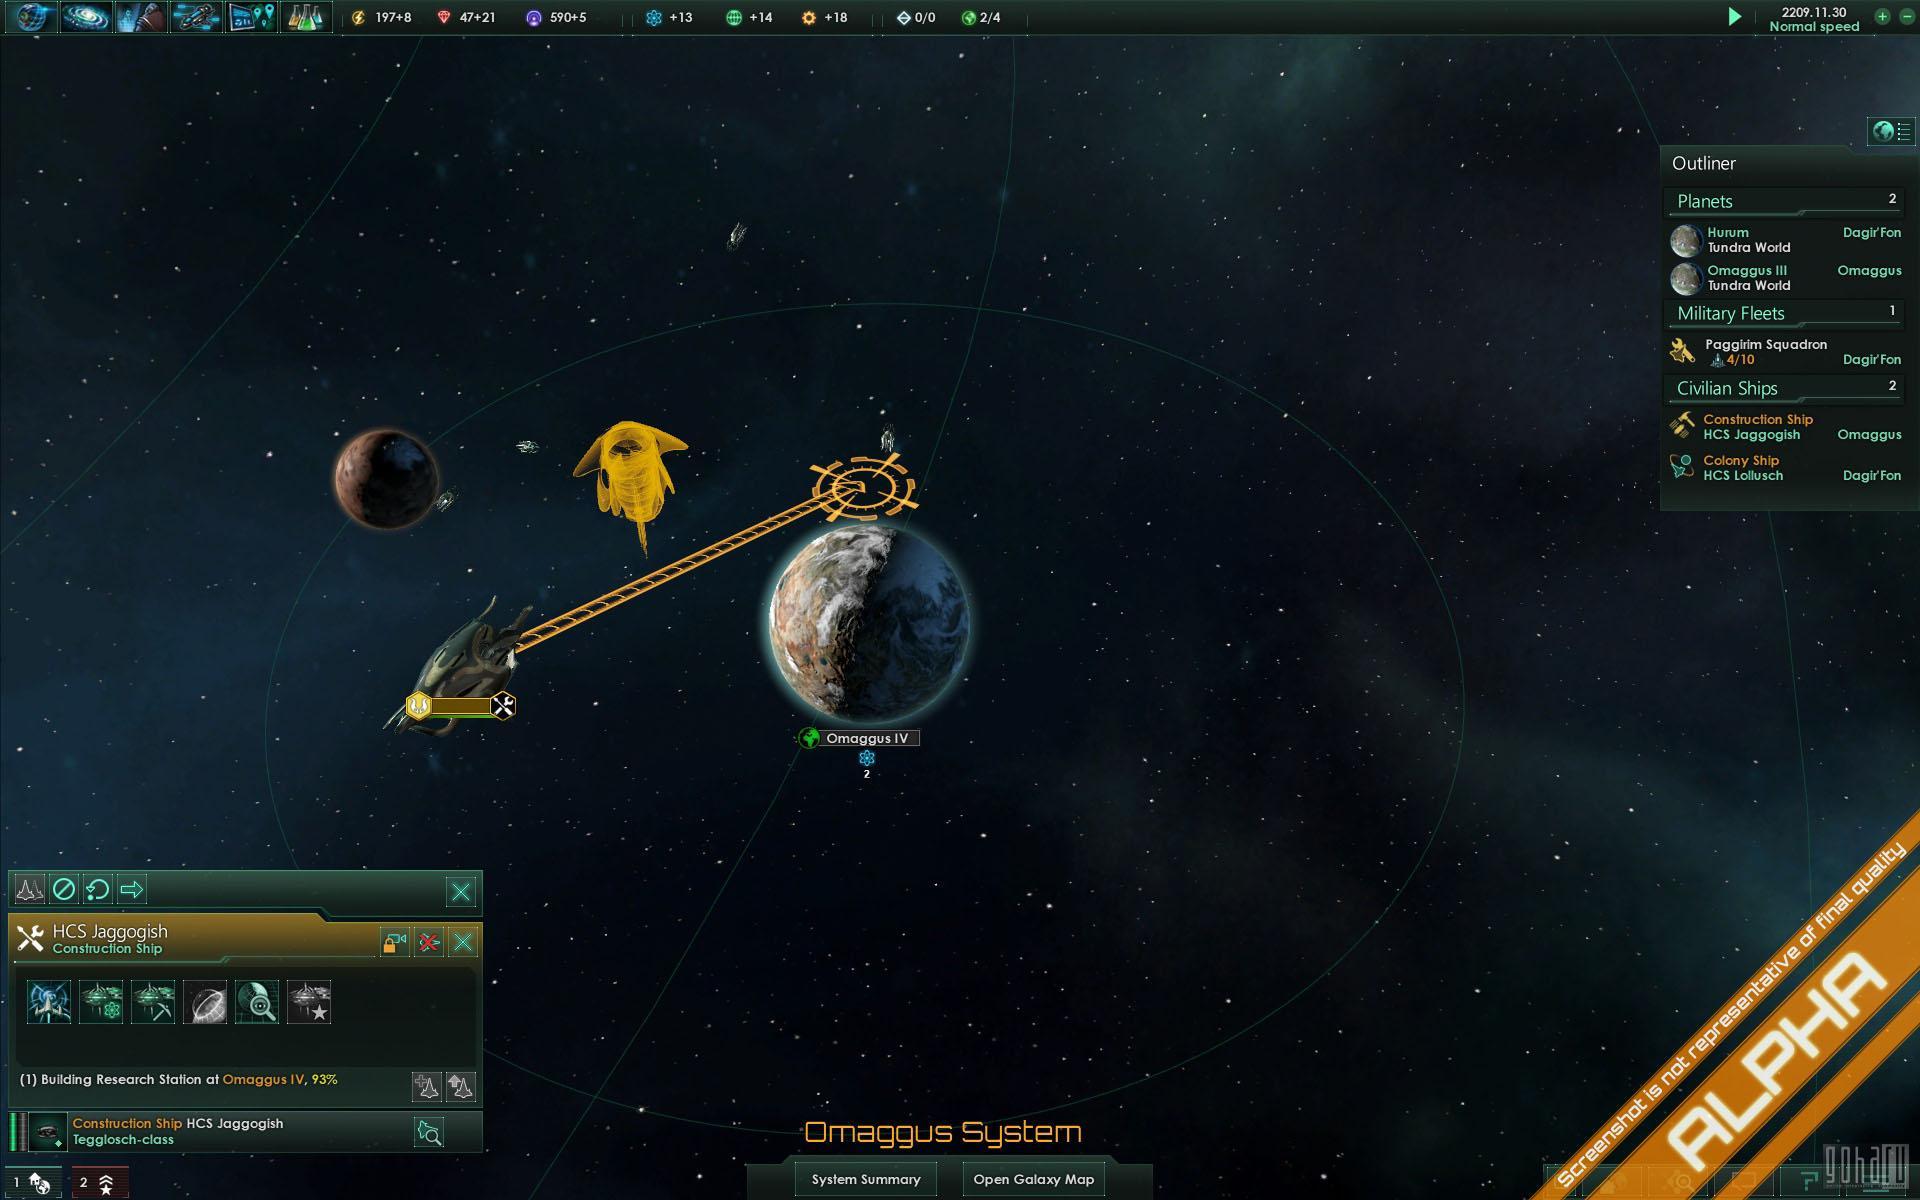 197+8 47+21 590+5 +13 +14 +18 0/0 2/4
2209.11.30
Normal speed
Outliner
Planets 2
Hurum Dagir'Fon
Tundra World
Omaggus III Omaggus
Tundra World
Military Fleets 1
Paggirim Squadron
4/10 Dagir'Fon
Civilian Ships 2
Construction Ship
HCS Jaggogish Omaggus
Colony Ship
HCS Lollusch Dagir'Fon
Omaggus IV
2
HCS Jaggogish
Construction Ship
(1) Building Research Station at Omaggus IV, 93%
Construction Ship HCS Jaggogish
Tegglosch-class
1 2
Omaggus System
System Summary Open Galaxy Map
Screenshot is not representative of final quality
ALPHA
goha.ru